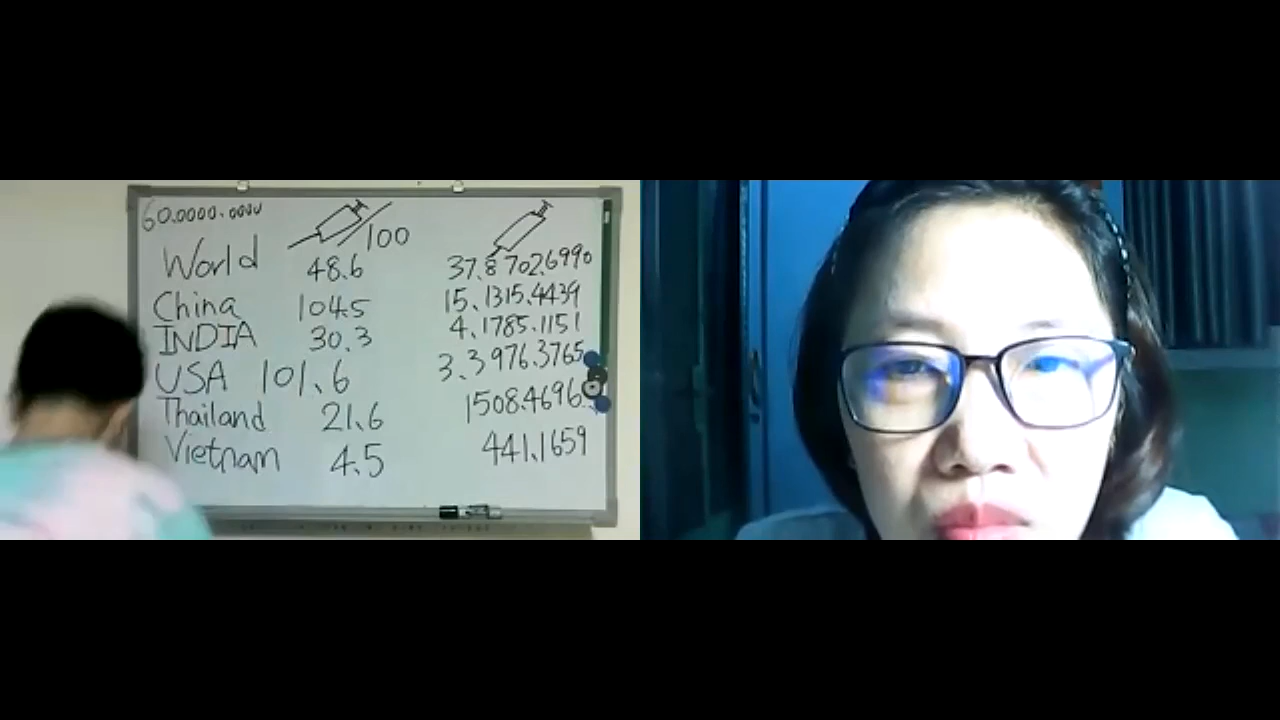 60.0000.0000
/100
World 48.6 37.8702.6990
China 104.5 15.1315.4439
INDIA 30.3 4.1785.1151
USA 101.6 3.3976.3765
Thailand 21.6 1508.4696
Vietnam 4.5 441.1659